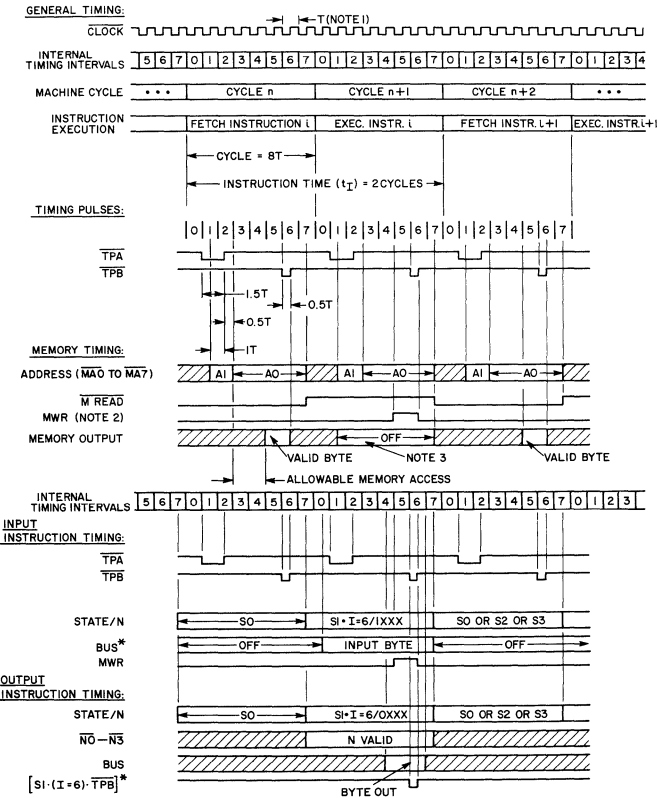 GENERAL TIMING:
T (NOTE 1)
CLOCK
INTERNAL TIMING INTERVALS 5 6 7 0 1 2 3 4 5 6 7 0 1 2 3 4 5 6 7 0 1 2 3 4 5 6 7 0 1 2 3 4
MACHINE CYCLE • • • CYCLE n CYCLE n+1 CYCLE n+2 • • •
INSTRUCTION EXECUTION FETCH INSTRUCTION i EXEC. INSTR. i FETCH INSTR. i+1 EXEC. INSTR. i+1
CYCLE = 8T
INSTRUCTION TIME (tI) = 2 CYCLES
TIMING PULSES:
0 1 2 3 4 5 6 7 0 1 2 3 4 5 6 7 0 1 2 3 4 5 6 7
TPA
TPB
1.5T 0.5T
0.5T
1T
MEMORY TIMING:
ADDRESS (MA0 TO MA7) A1 A0 A1 A0 A1 A0
M READ
MWR (NOTE 2)
MEMORY OUTPUT OFF
VALID BYTE NOTE 3 VALID BYTE
ALLOWABLE MEMORY ACCESS
INTERNAL TIMING INTERVALS 5 6 7 0 1 2 3 4 5 6 7 0 1 2 3 4 5 6 7 0 1 2 3 4 5 6 7 0 1 2 3
INPUT
INSTRUCTION TIMING:
TPA
TPB
STATE/N S0 S1•I=6/1XXX S0 OR S2 OR S3
BUS* OFF INPUT BYTE OFF
MWR
OUTPUT
INSTRUCTION TIMING:
STATE/N S0 S1•I=6/0XXX S0 OR S2 OR S3
N0—N3 N VALID
BUS
BYTE OUT
[S1·(I=6)·TPB]*